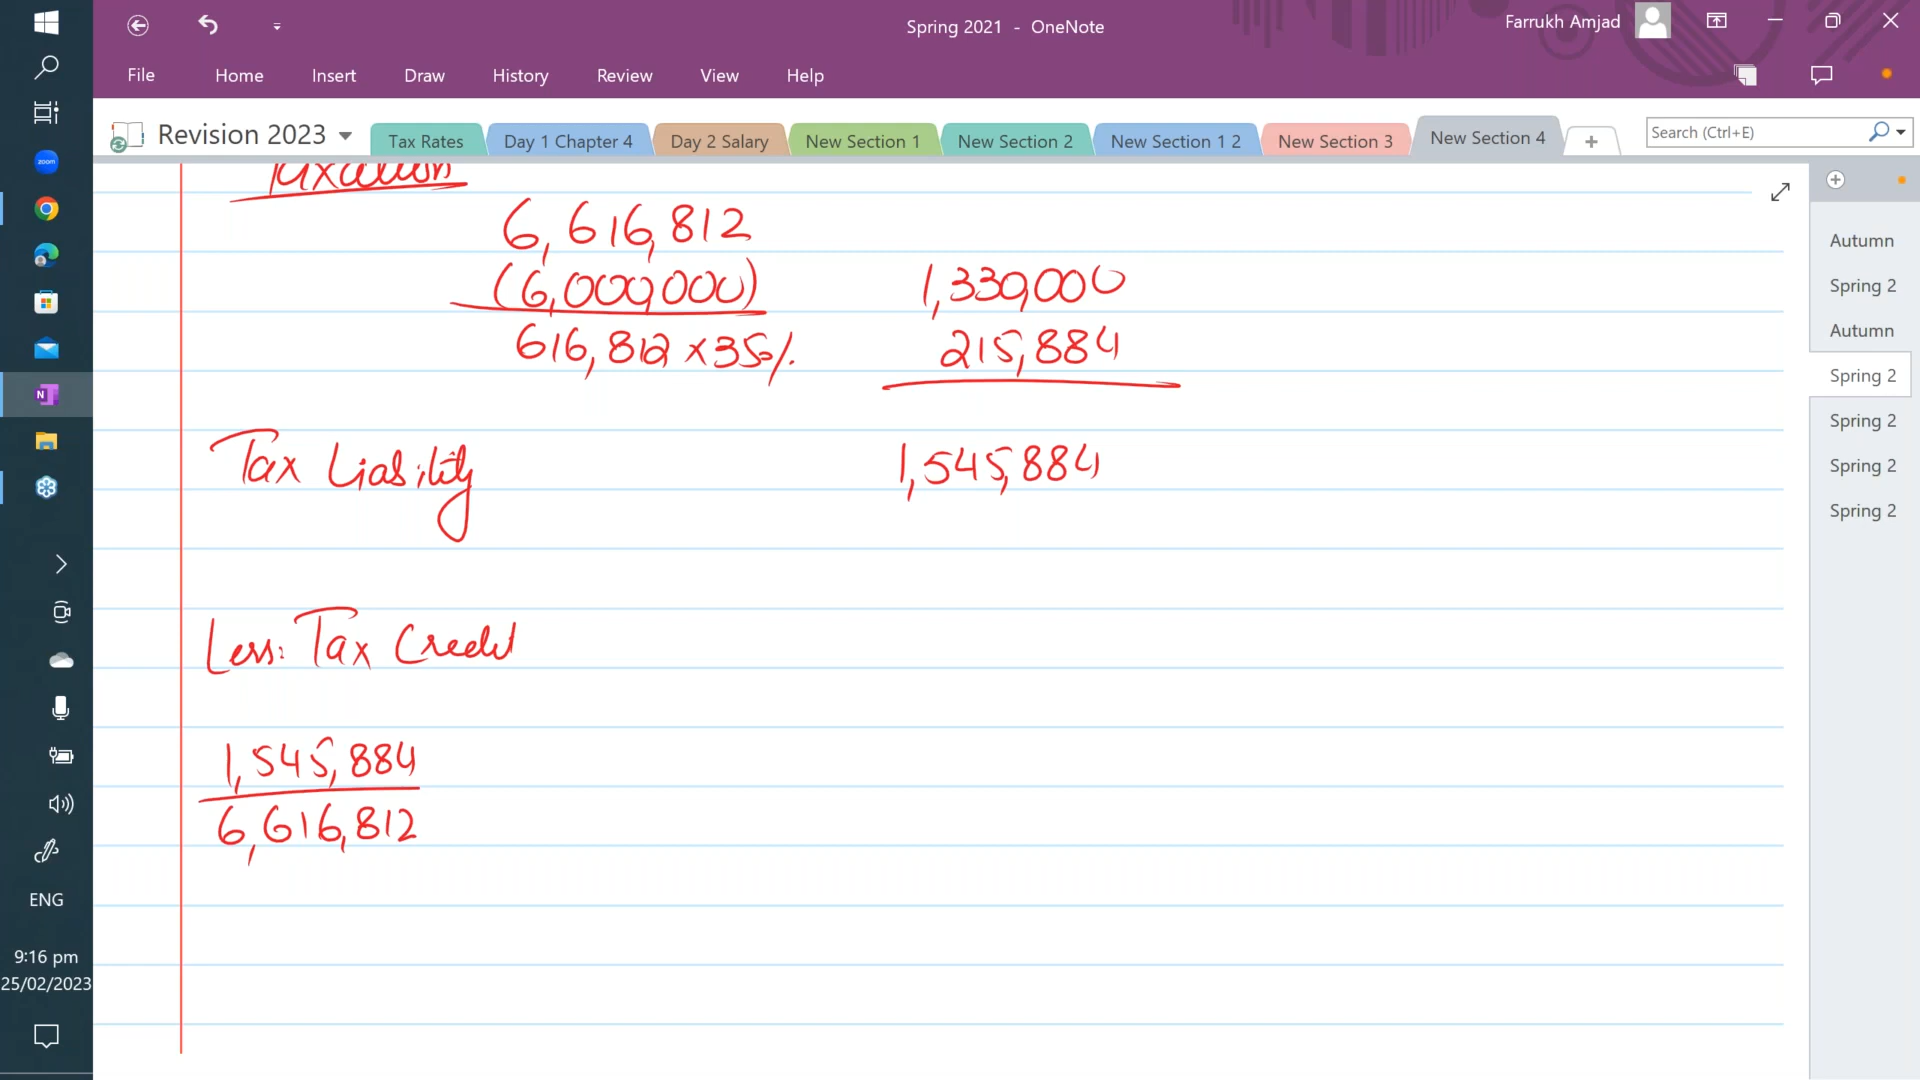 Spring 2021 - OneNote
Farrukh Amjad
File Home Insert Draw History Review View Help
Revision 2023
Tax Rates
Day 1 Chapter 4
Day 2 Salary
New Section 1
New Section 2
New Section 1 2
New Section 3
New Section 4
Search (Ctrl+E)
zoom
N
Taxation
6,616,812
(6,000,000) 1,330,000
616,812 x 35% 215,884
Tax Liability 1,545,884
Less: Tax Credit
1,545,884
6,616,812
Autumn
Spring 2
Autumn
Spring 2
Spring 2
Spring 2
Spring 2
ENG
9:16 pm
25/02/2023